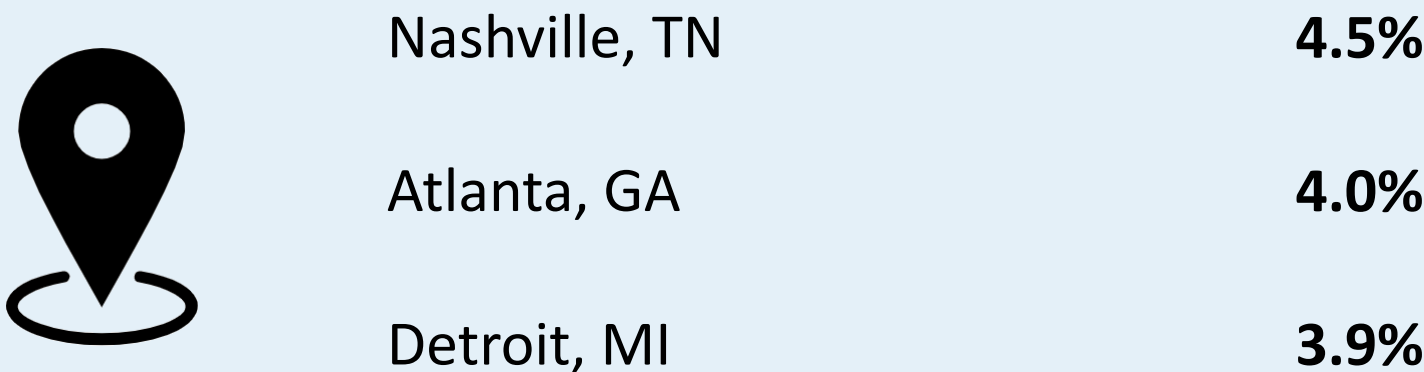 Nashville, TN 4.5%
Atlanta, GA 4.0%
Detroit, MI 3.9%